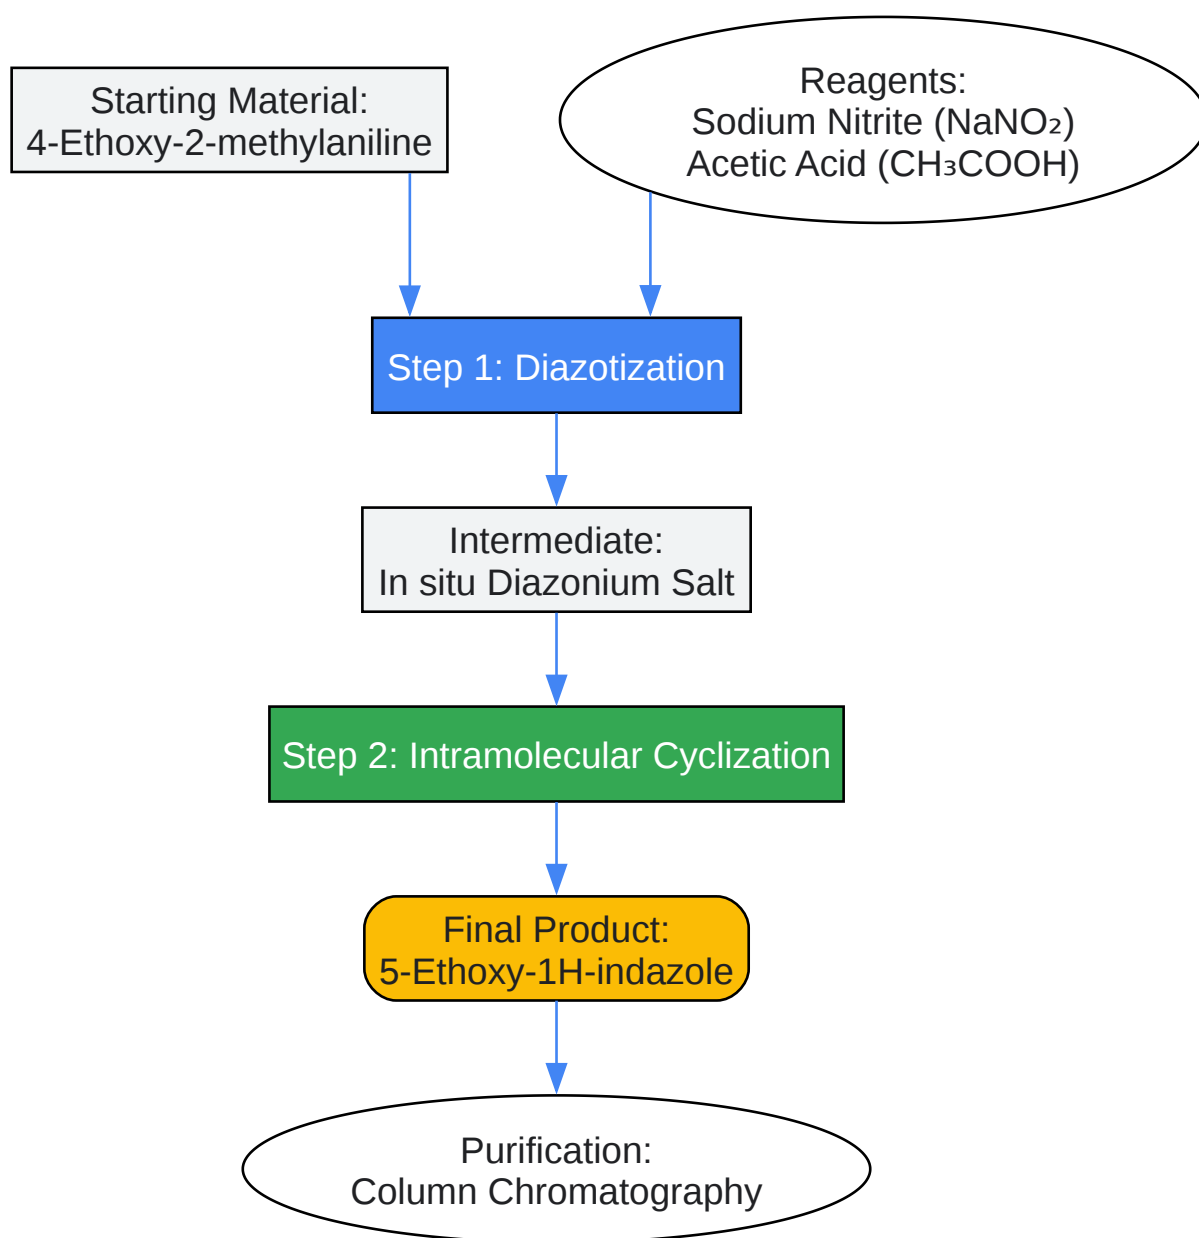 Starting Material:
4-Ethoxy-2-methylaniline
Reagents:
Sodium Nitrite (NaNO₂)
Acetic Acid (CH₃COOH)
Step 1: Diazotization
Intermediate:
In situ Diazonium Salt
Step 2: Intramolecular Cyclization
Final Product:
5-Ethoxy-1H-indazole
Purification:
Column Chromatography